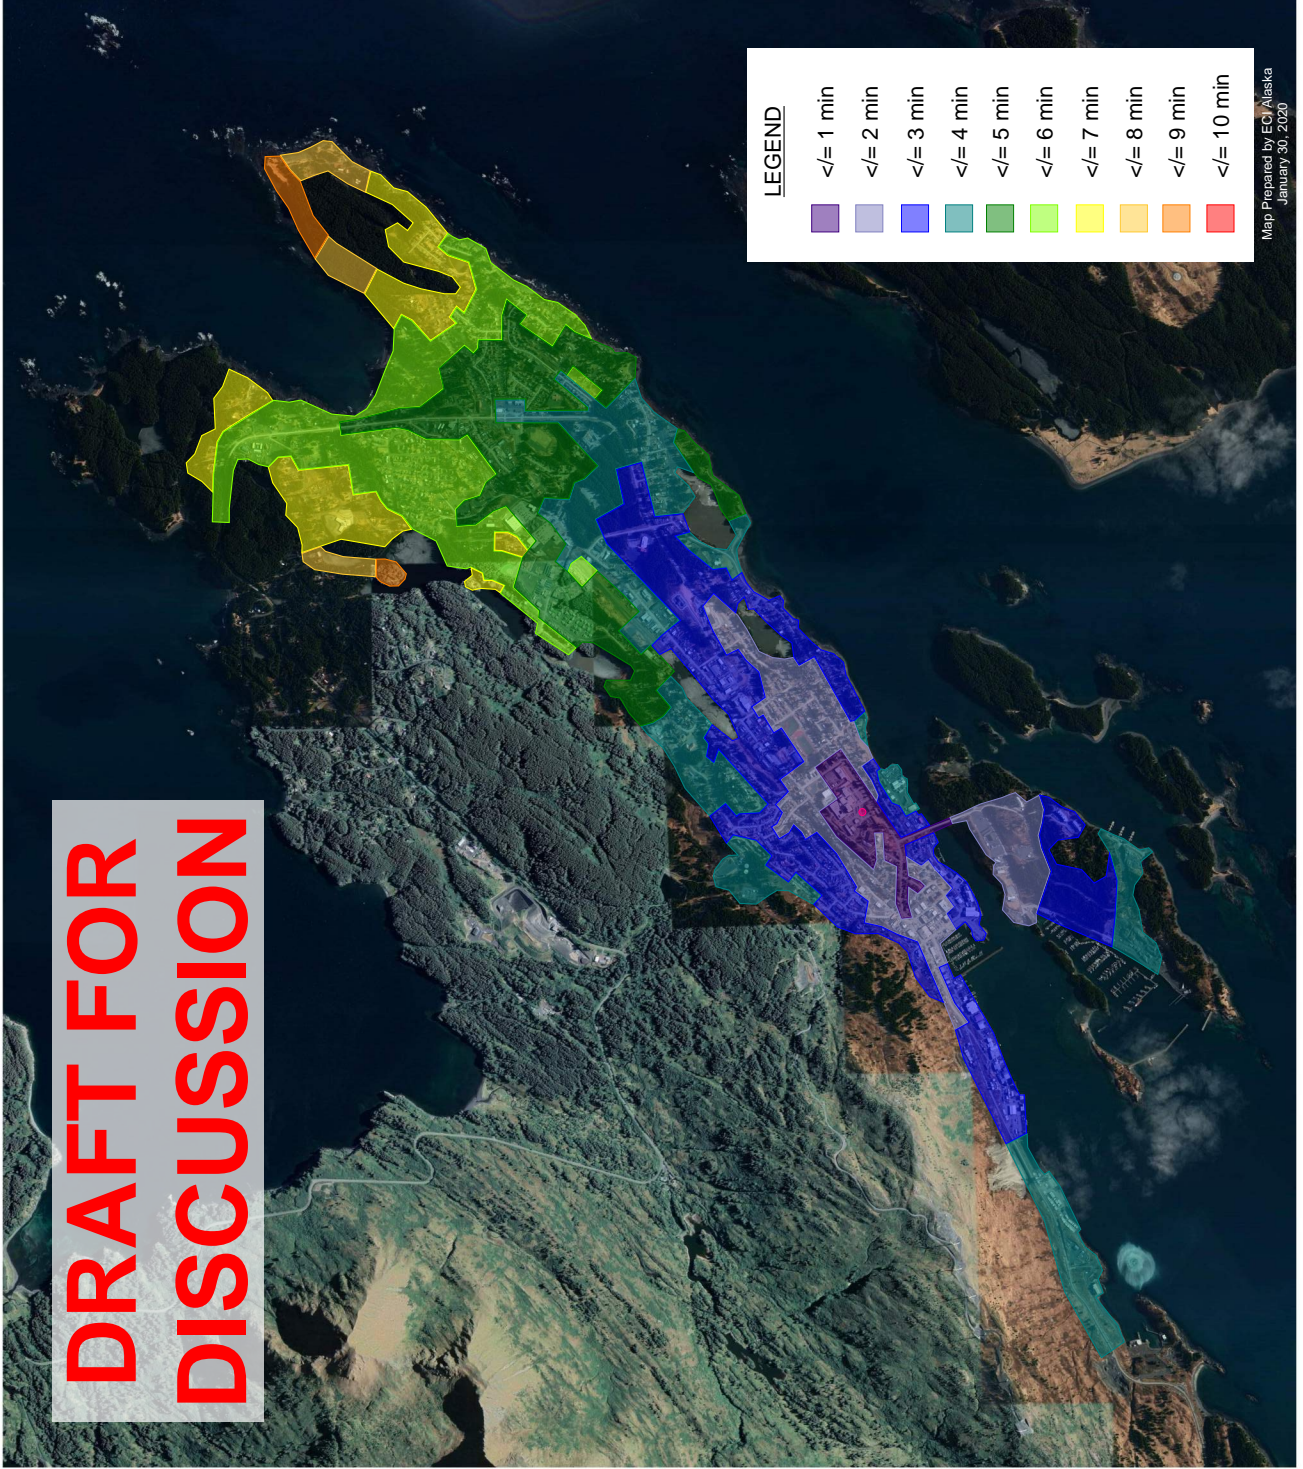 DRAFT FOR
DISCUSSION
LEGEND
</= 1 min
</= 2 min
</= 3 min
</= 4 min
</= 5 min
</= 6 min
</= 7 min
</= 8 min
</= 9 min
</= 10 min
Map Prepared by ECI Alaska
January 30, 2020